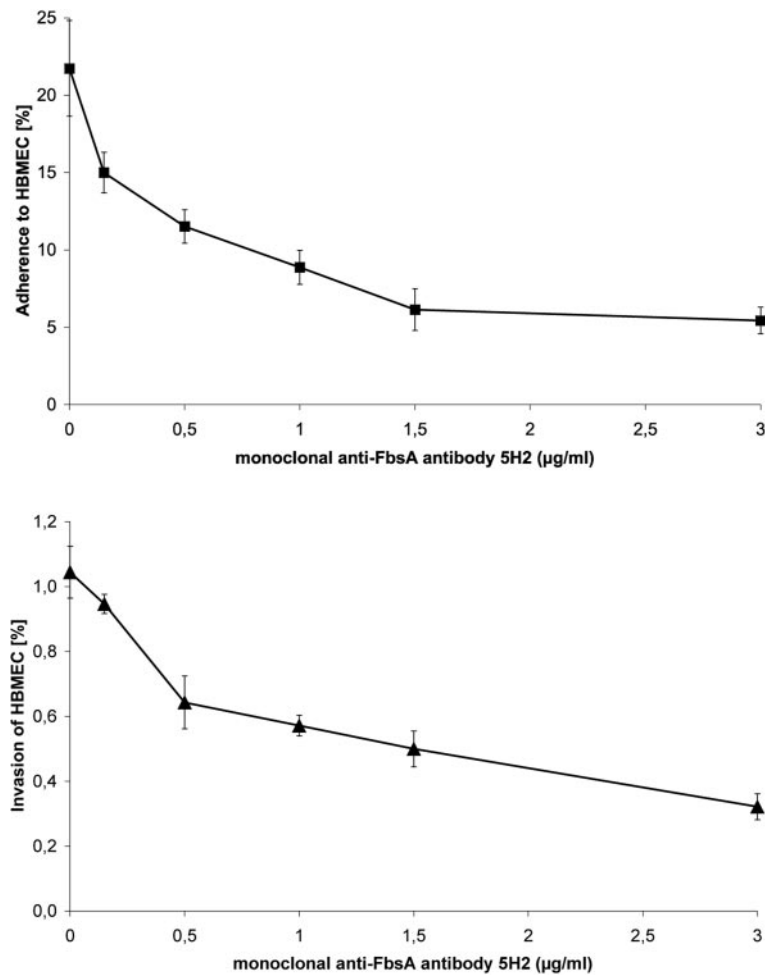 Adherence to HBMEC [%]
25
20
15
10
5
0
0 0,5 1 1,5 2 2,5 3
monoclonal anti-FbsA antibody 5H2 (µg/ml)
Invasion of HBMEC [%]
1,2
1,0
0,8
0,6
0,4
0,2
0,0
0 0,5 1 1,5 2 2,5 3
monoclonal anti-FbsA antibody 5H2 (µg/ml)